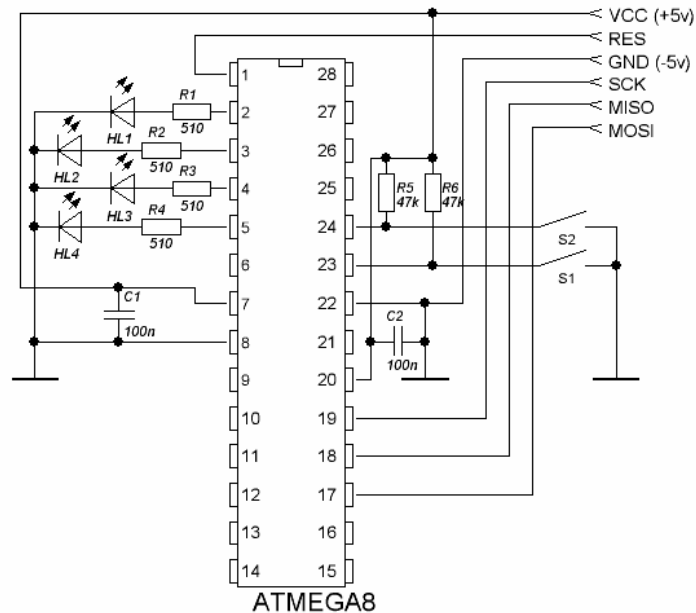 VCC (+5v)
RES
GND (-5v)
SCK
MISO
MOSI
1 28
R1
2 27
HL1 510
R2
3 26
HL2 510
R3 R5 R6
4 25
47k 47k
HL3 510
R4
5 24
HL4 510
S2
6 23
S1
C1
7 22
100n
8 21
C2
100n
9 20
10 19
11 18
12 17
13 16
14 15
ATMEGA8